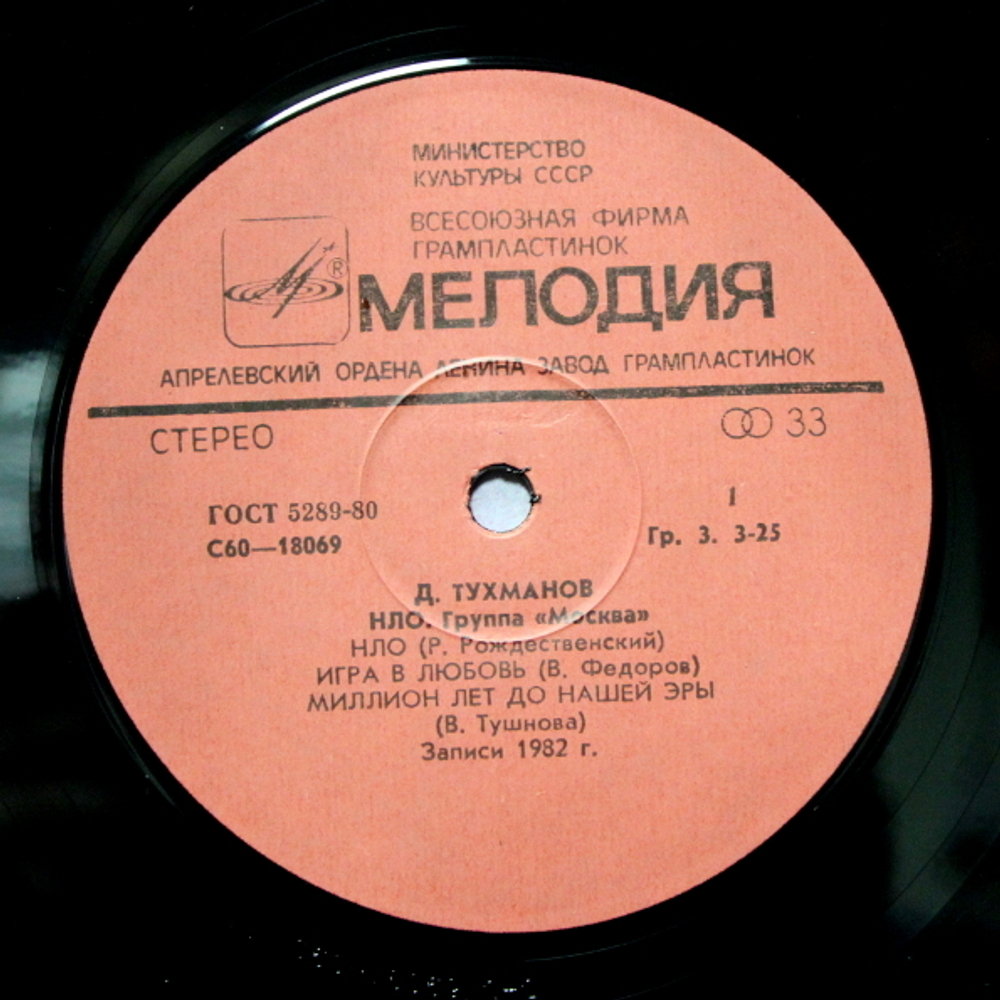 МИНИСТЕРСТВО
КУЛЬТУРЫ СССР
ВСЕСОЮЗНАЯ ФИРМА
ГРАМПЛАСТИНОК
®
МЕЛОДИЯ
АПРЕЛЕВСКИЙ ОРДЕНА ЛЕНИНА ЗАВОД ГРАМПЛАСТИНОК
СТЕРЕО 33
ГОСТ 5289-80 1
С60—18069 Гр. 3. 3-25
Д. ТУХМАНОВ
НЛО. Группа «Москва»
НЛО (Р. Рождественский)
ИГРА В ЛЮБОВЬ (В. Федоров)
МИЛЛИОН ЛЕТ ДО НАШЕЙ ЭРЫ
(В. Тушнова)
Записи 1982 г.